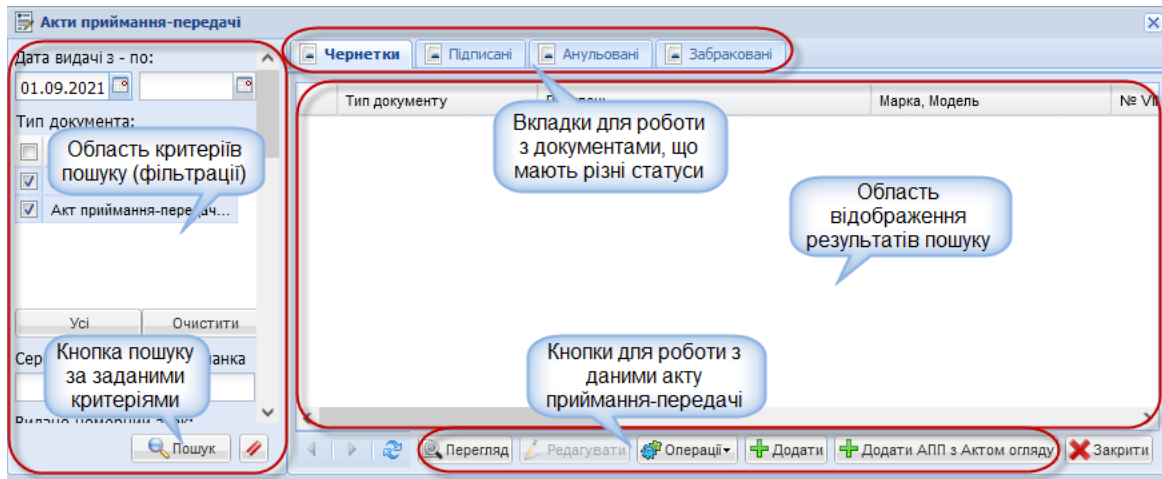 Акти приймання-передачі
Дата видачі з - по:
01.09.2021
Тип документа:
Область критеріїв
пошуку (фільтрації)
Акт приймання-передач...
Усі
Очистити
Сер
Кнопка пошуку
за заданими
критеріями
Пошук
Чернетки
Підписані
Анульовані
Забраковані
Тип документу
Марка, Модель
№ VI
Вкладки для роботи
з документами, що
мають різні статуси
Область
відображення
результатів пошуку
Кнопки для роботи з
даними акту
приймання-передачі
Перегляд
Редагувати
Операції
Додати
Додати АПП з Актом огляду
Закрити